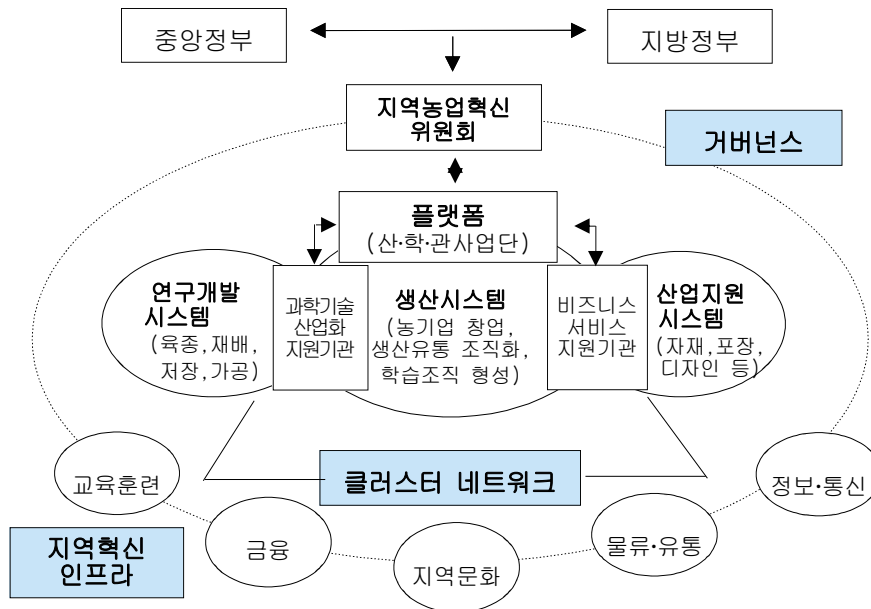 중앙정부
지방정부
지역농업혁신
위원회
거버넌스
플랫폼
(산·학·관사업단)
연구개발
시스템
(육종,재배,
저장,가공)
과학기술
산업화
지원기관
생산시스템
(농기업 창업,
생산유통 조직화,
학습조직 형성)
비즈니스
서비스
지원기관
산업지원
시스템
(자재,포장,
디자인 등)
교육훈련
클러스터 네트워크
정보·통신
지역혁신
인프라
금융
지역문화
물류·유통